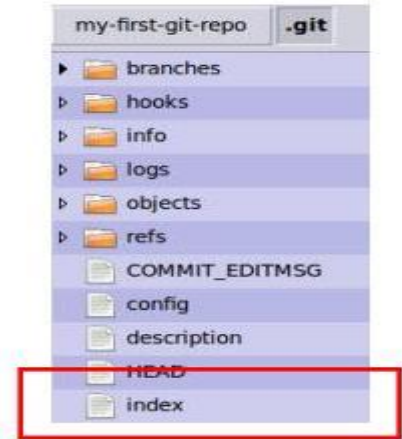 my-first-git-repo .git
branches
hooks
info
logs
objects
refs
COMMIT_EDITMSG
config
description
HEAD
index